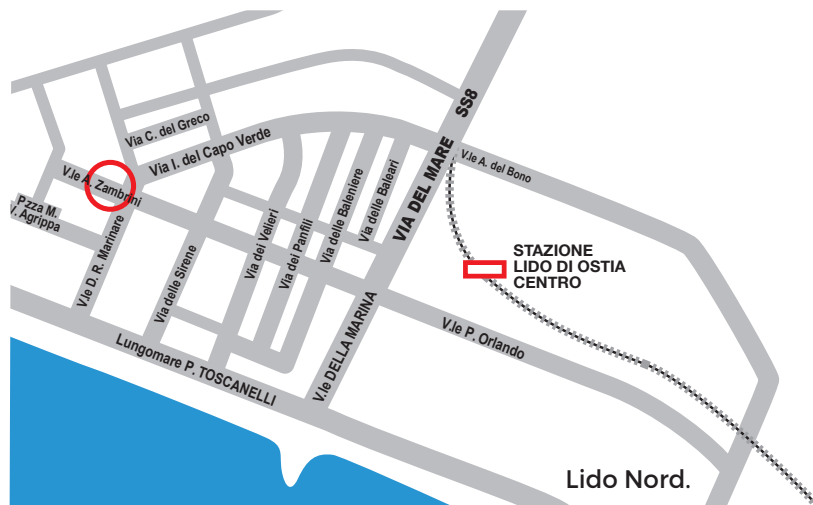 SS8
Via C. del Greco
Via I. del Capo Verde
VIA DEL MARE
V.le A. del Bono
V.le A. Zambrini
Pzza M.
V. Agrippa
V.le D. R. Marinare
Via delle Sirene
Via dei Velieri
Via dei Panfili
Via delle Baleniere
Via delle Baleari
STAZIONE
LIDO DI OSTIA
CENTRO
V.le P. Orlando
V.le DELLA MARINA
Lungomare P. TOSCANELLI
Lido Nord.